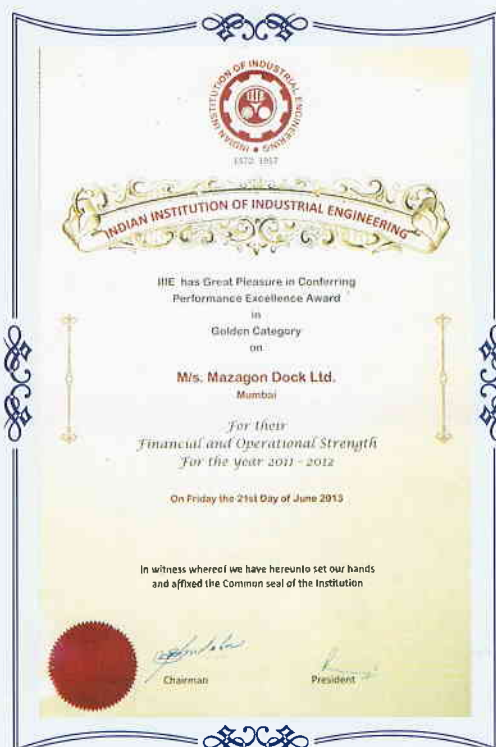 INDIAN INSTITUTION OF INDUSTRIAL ENGINEERING
ESTD. 1957
INDIAN INSTITUTION OF INDUSTRIAL ENGINEERING
IIIE has Great Pleasure in Conferring
Performance Excellence Award
in
Golden Category
on
M/s. Mazagon Dock Ltd.
Mumbai
For their
Financial and Operational Strength
For the year 2011 - 2012
On Friday the 21st Day of June 2013
In witness whereof we have hereunto set our hands
and affixed the Common seal of the Institution
Chairman
President